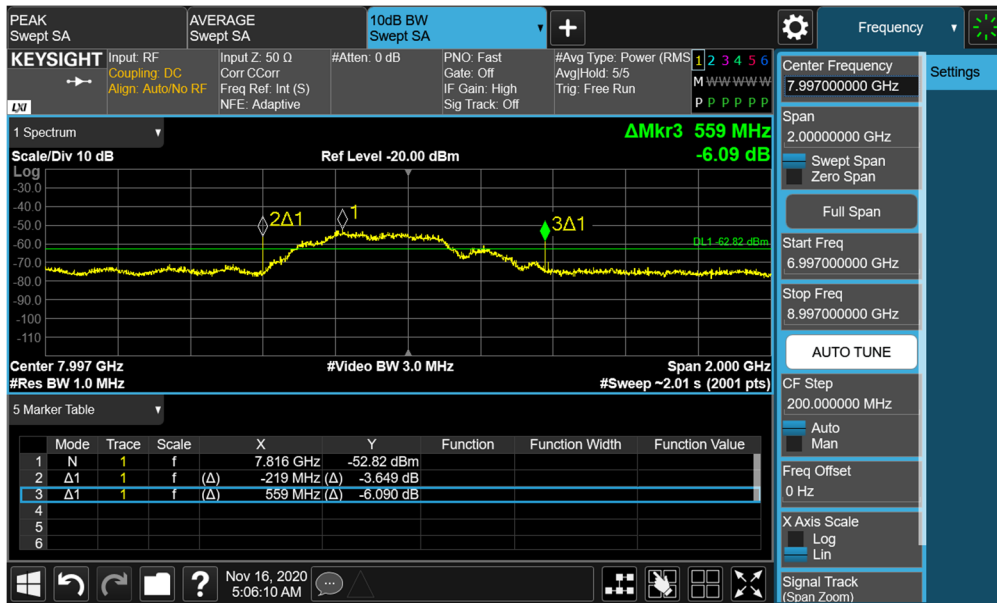 PEAK
Swept SA
AVERAGE
Swept SA
10dB BW
Swept SA
▼
+
Frequency
▼
KEYSIGHT
Input: RF
Coupling: DC
Align: Auto/No RF
LXI
Input Z: 50 Ω
Corr CCorr
Freq Ref: Int (S)
NFE: Adaptive
#Atten: 0 dB
PNO: Fast
Gate: Off
IF Gain: High
Sig Track: Off
#Avg Type: Power (RMS
Avg|Hold: 5/5
Trig: Free Run
1 2 3 4 5 6
M W W W W W
P P P P P P
1 Spectrum
▼
Scale/Div 10 dB
Ref Level -20.00 dBm
ΔMkr3 559 MHz
-6.09 dB
Log
-30.0
-40.0
-50.0
-60.0
-70.0
-80.0
-90.0
-100
-110
2Δ1
1
3Δ1
DL1 -62.82 dBm
Center 7.997 GHz
#Video BW 3.0 MHz
Span 2.000 GHz
#Res BW 1.0 MHz
#Sweep ~2.01 s (2001 pts)
5 Marker Table
▼
Mode Trace Scale X Y Function Function Width Function Value
1 N 1 f 7.816 GHz -52.82 dBm
2 Δ1 1 f (Δ) -219 MHz (Δ) -3.649 dB
3 Δ1 1 f (Δ) 559 MHz (Δ) -6.090 dB
4
5
6
Nov 16, 2020
5:06:10 AM
?
Center Frequency
7.997000000 GHz
Settings
Span
2.00000000 GHz
Swept Span
Zero Span
Full Span
Start Freq
6.997000000 GHz
Stop Freq
8.997000000 GHz
AUTO TUNE
CF Step
200.000000 MHz
Auto
Man
Freq Offset
0 Hz
X Axis Scale
Log
Lin
Signal Track
(Span Zoom)